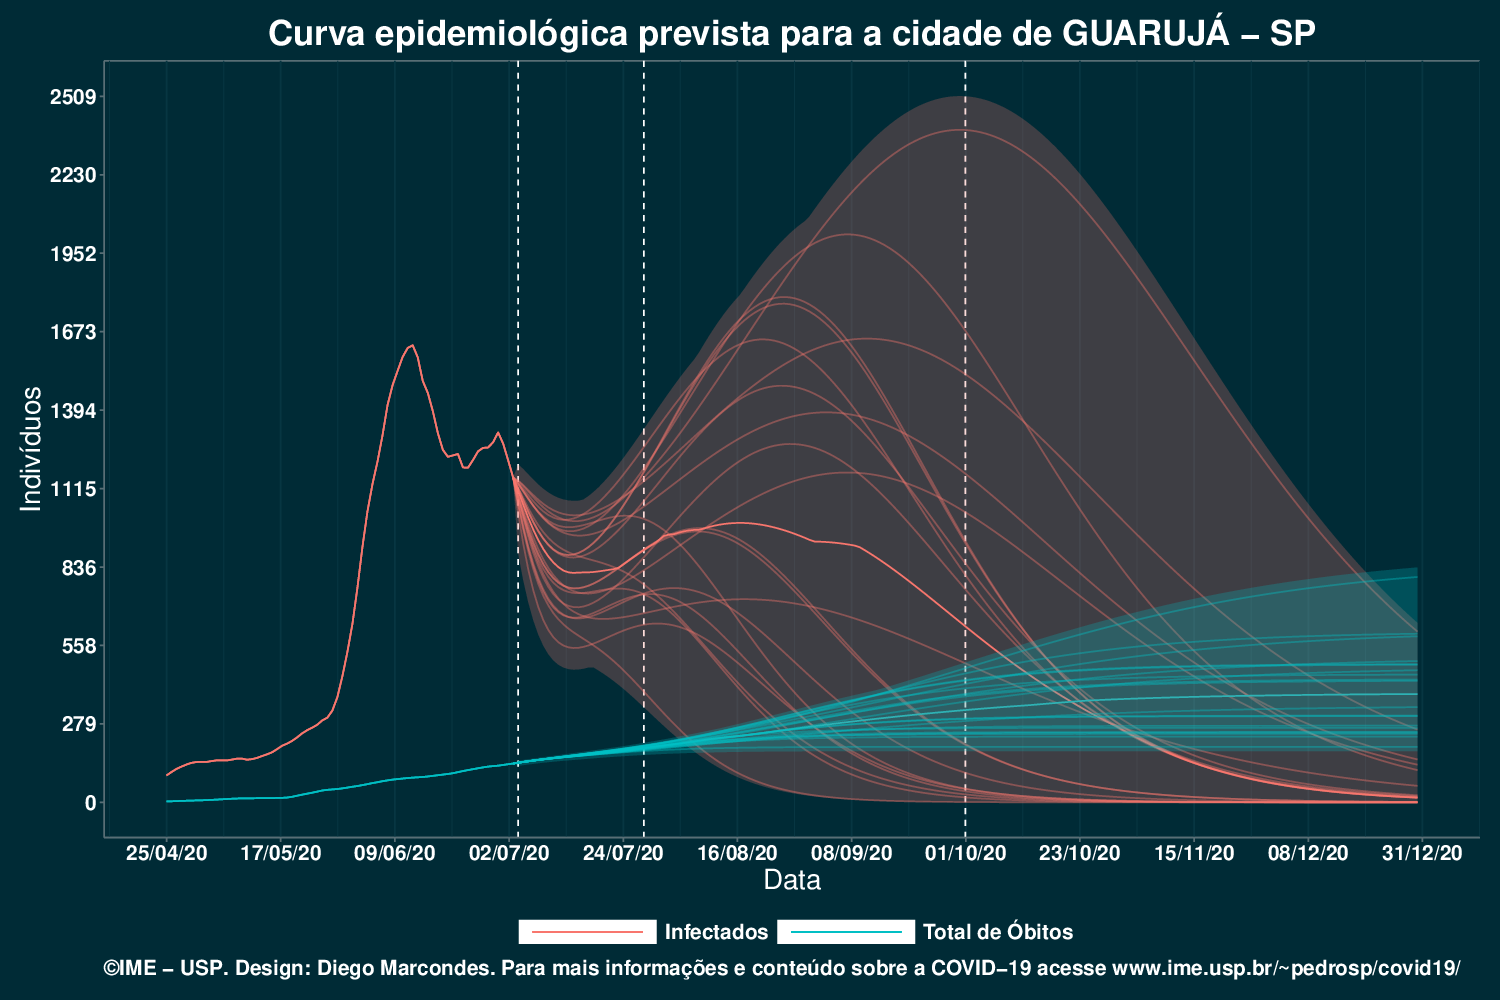 Curva epidemiológica prevista para a cidade de GUARUJÁ – SP
2509
2230
1952
1673
1394
1115
836
558
279
0
Indivíduos
25/04/20 17/05/20 09/06/20 02/07/20 24/07/20 16/08/20 08/09/20 01/10/20 23/10/20 15/11/20 08/12/20 31/12/20
Data
Infectados Total de Óbitos
©IME – USP. Design: Diego Marcondes. Para mais informações e conteúdo sobre a COVID–19 acesse www.ime.usp.br/~pedrosp/covid19/